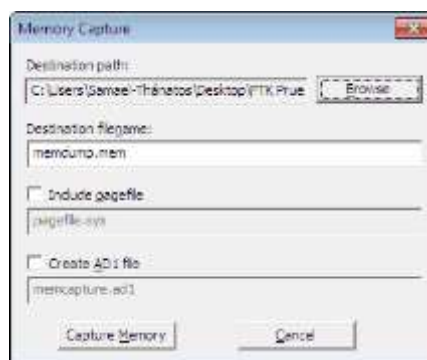 Memory Capture
Destination path:
C:\Users\Samael-Thánatos\Desktop\FTK Prue
Browse
Destination filename:
memdump.mem
Include pagefile
pagefile.sys
Create AD1 file
memcapture.ad1
Capture Memory
Cancel